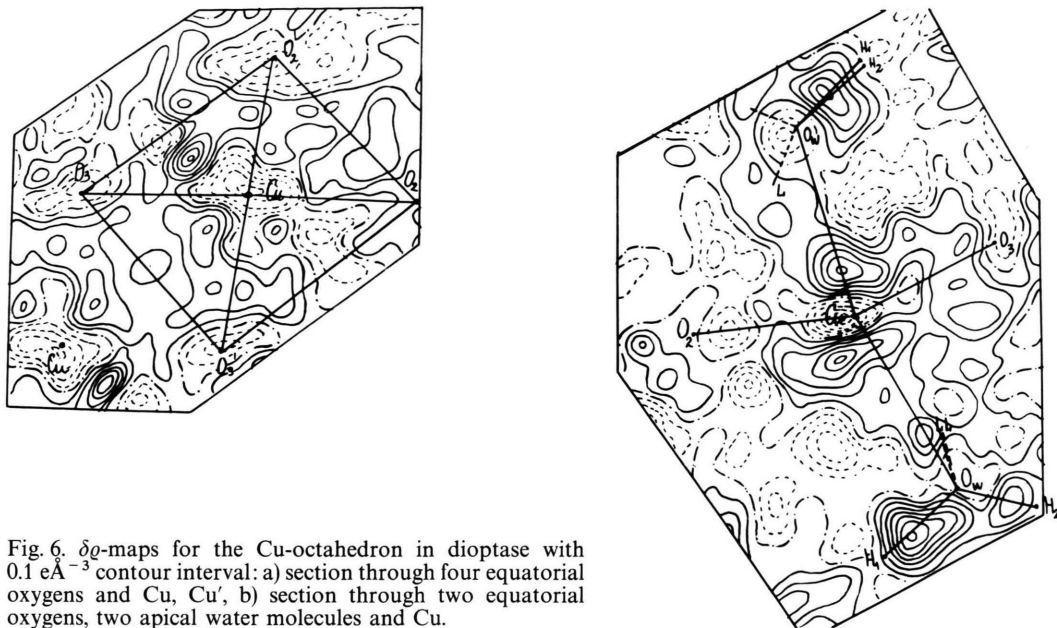 O₂
O₃
Cu
O₂
Cu'
O₃'
H₁
H₂
O_W
L
O₃
Cu
O₂
L L
O_W
H₂
H₁
Fig. 6. δϱ-maps for the Cu-octahedron in dioptase with
0.1 eÅ⁻³ contour interval: a) section through four equatorial
oxygens and Cu, Cu′, b) section through two equatorial
oxygens, two apical water molecules and Cu.